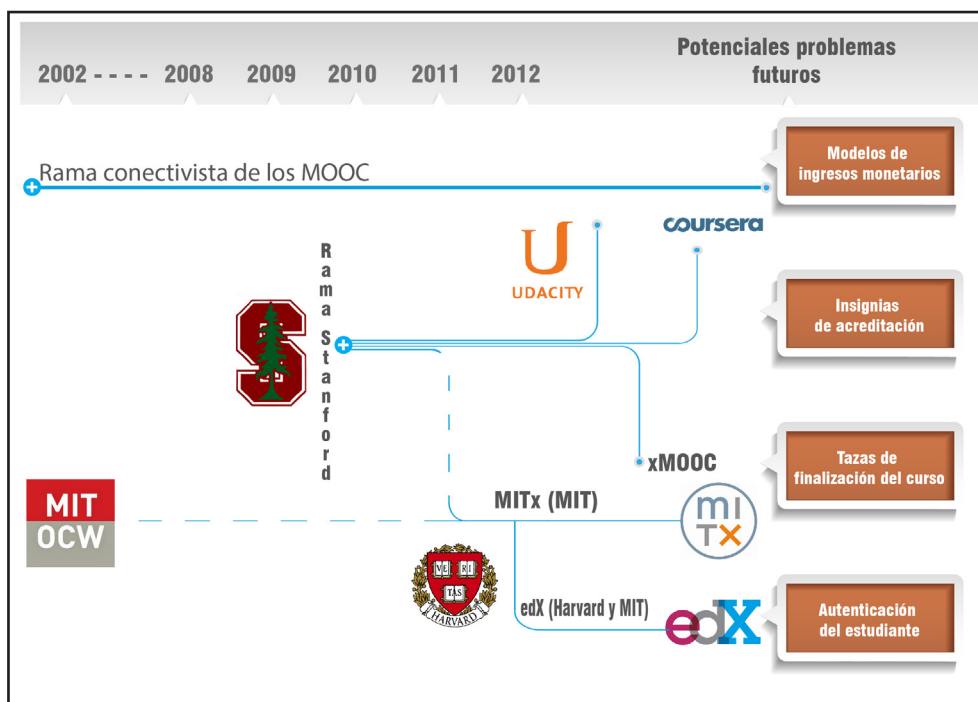 Potenciales problemas
futuros
2002 - - - - 2008 2009 2010 2011 2012
Rama conectivista de los MOOC
Modelos de
ingresos monetarios
Rama Stanford
S
U
UDACITY
coursera
Insignias
de acreditación
xMOOC
Tazas de
finalización del curso
MIT
OCW
MITx (MIT)
MI
TX
VE RI
TAS
HARVARD
edX (Harvard y MIT)
edX
Autenticación
del estudiante